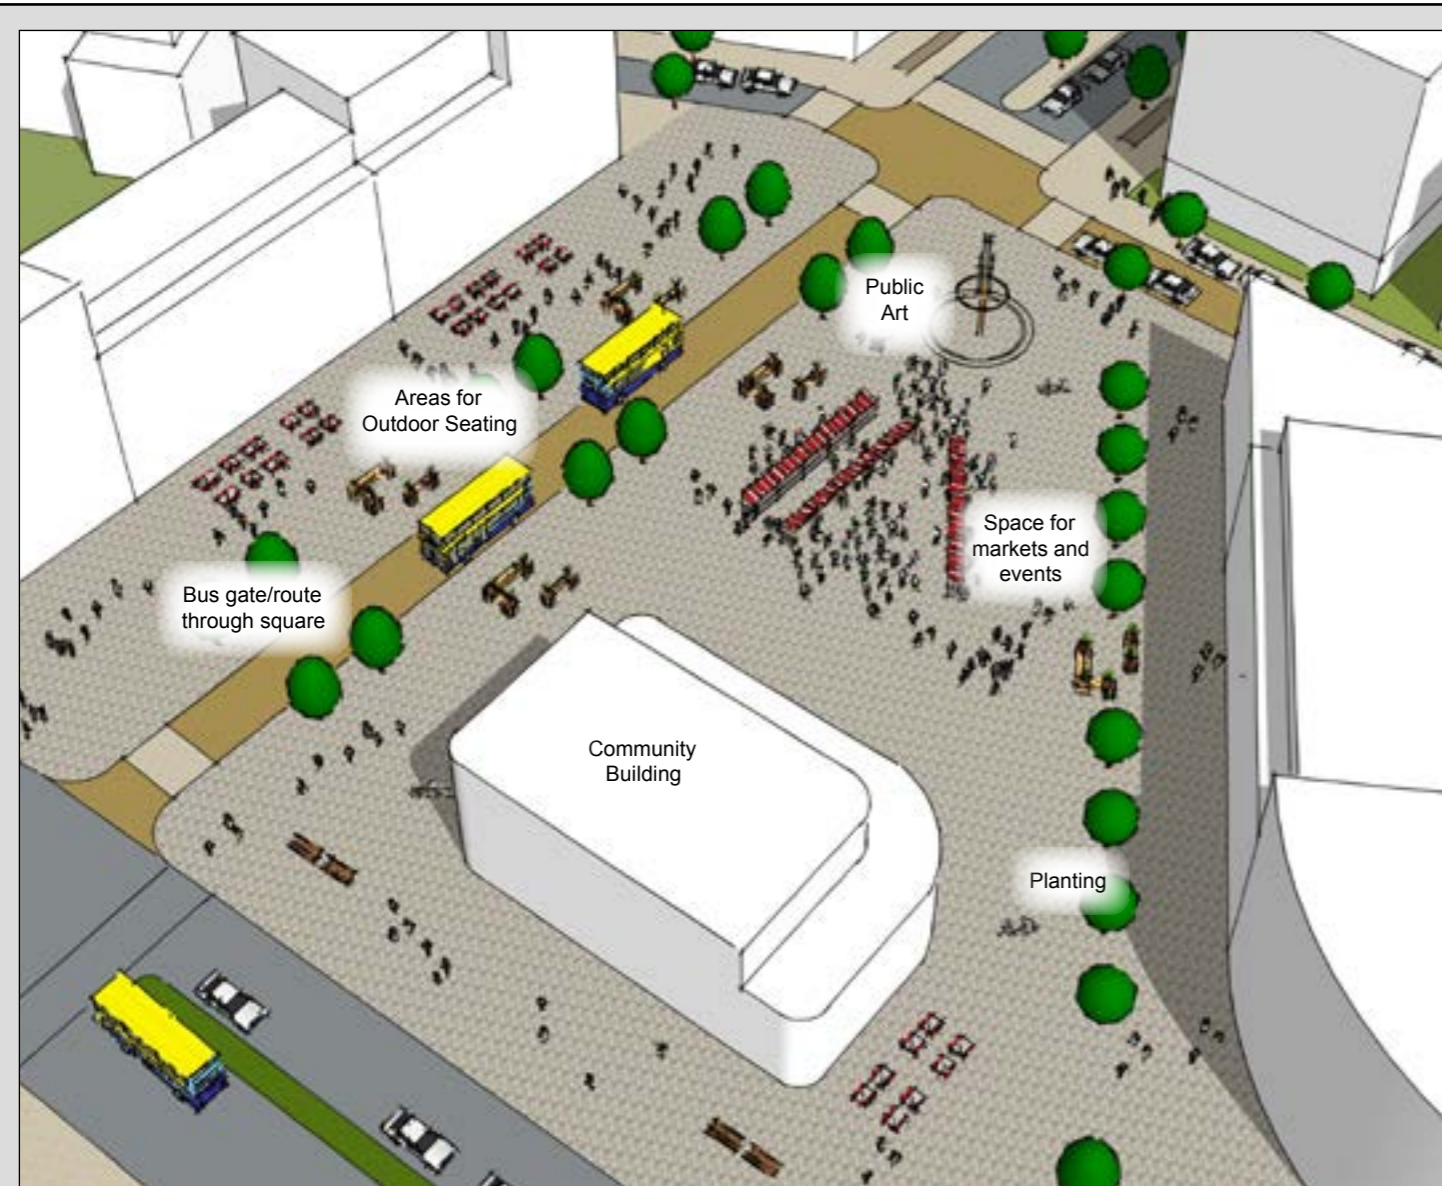 Public
Art
Areas for
Outdoor Seating
Space for
markets and
events
Bus gate/route
through square
Community
Building
Planting